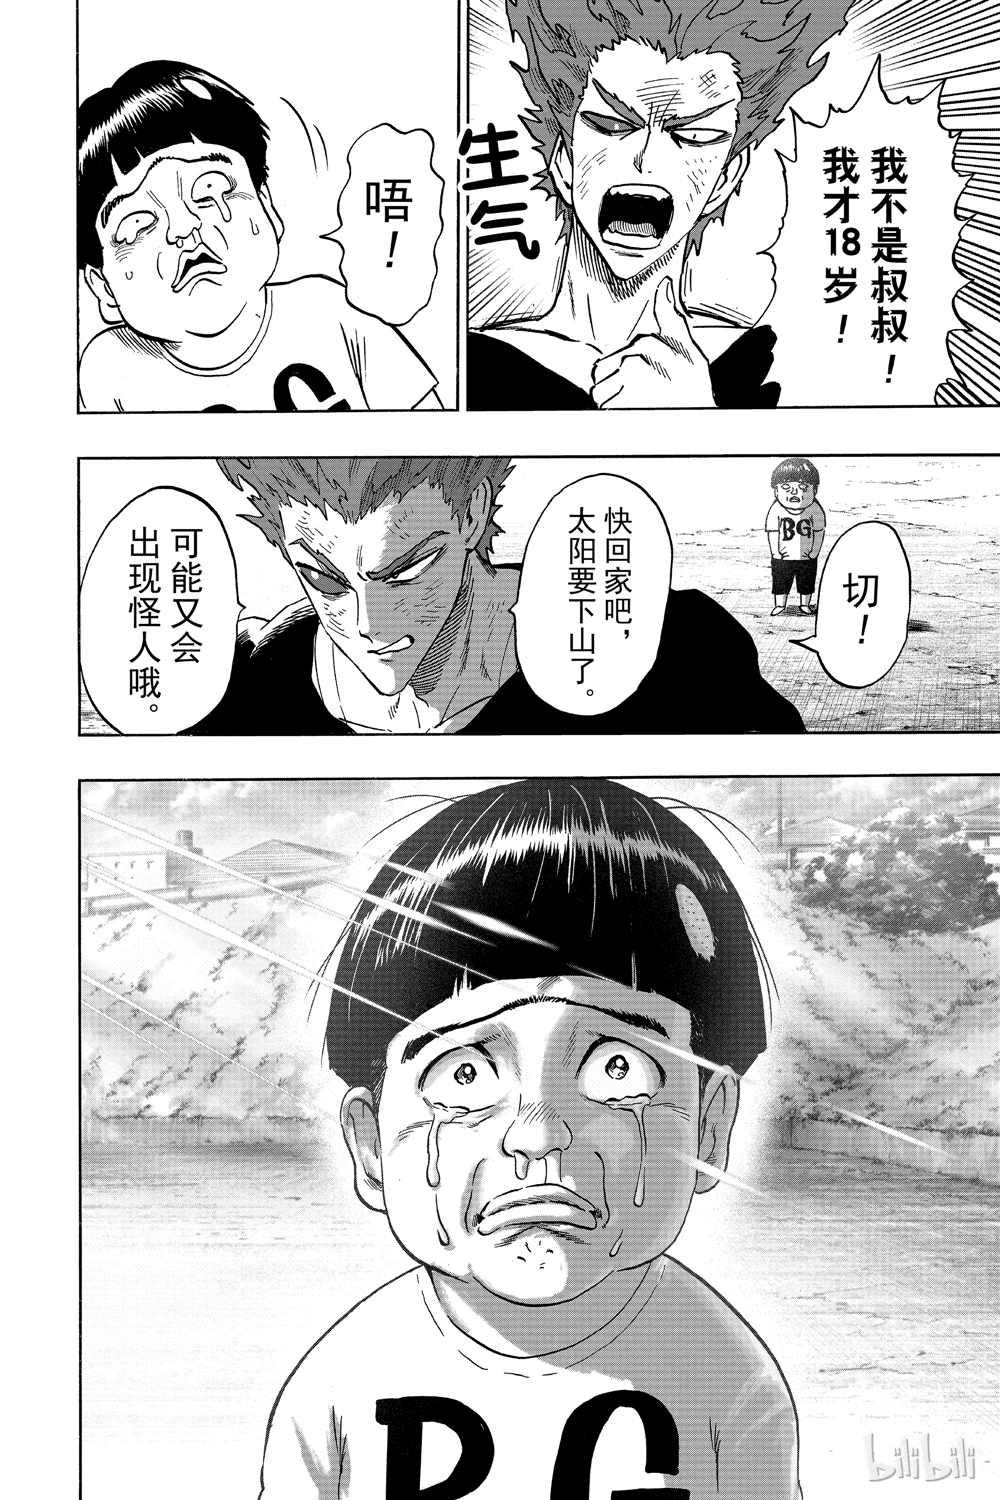 我不是叔叔！
我才18岁！
生气
唔！
BG
切！
BG
快回家吧，
太阳要下山了。
可能又会
出现怪人哦。
BG
bilibili